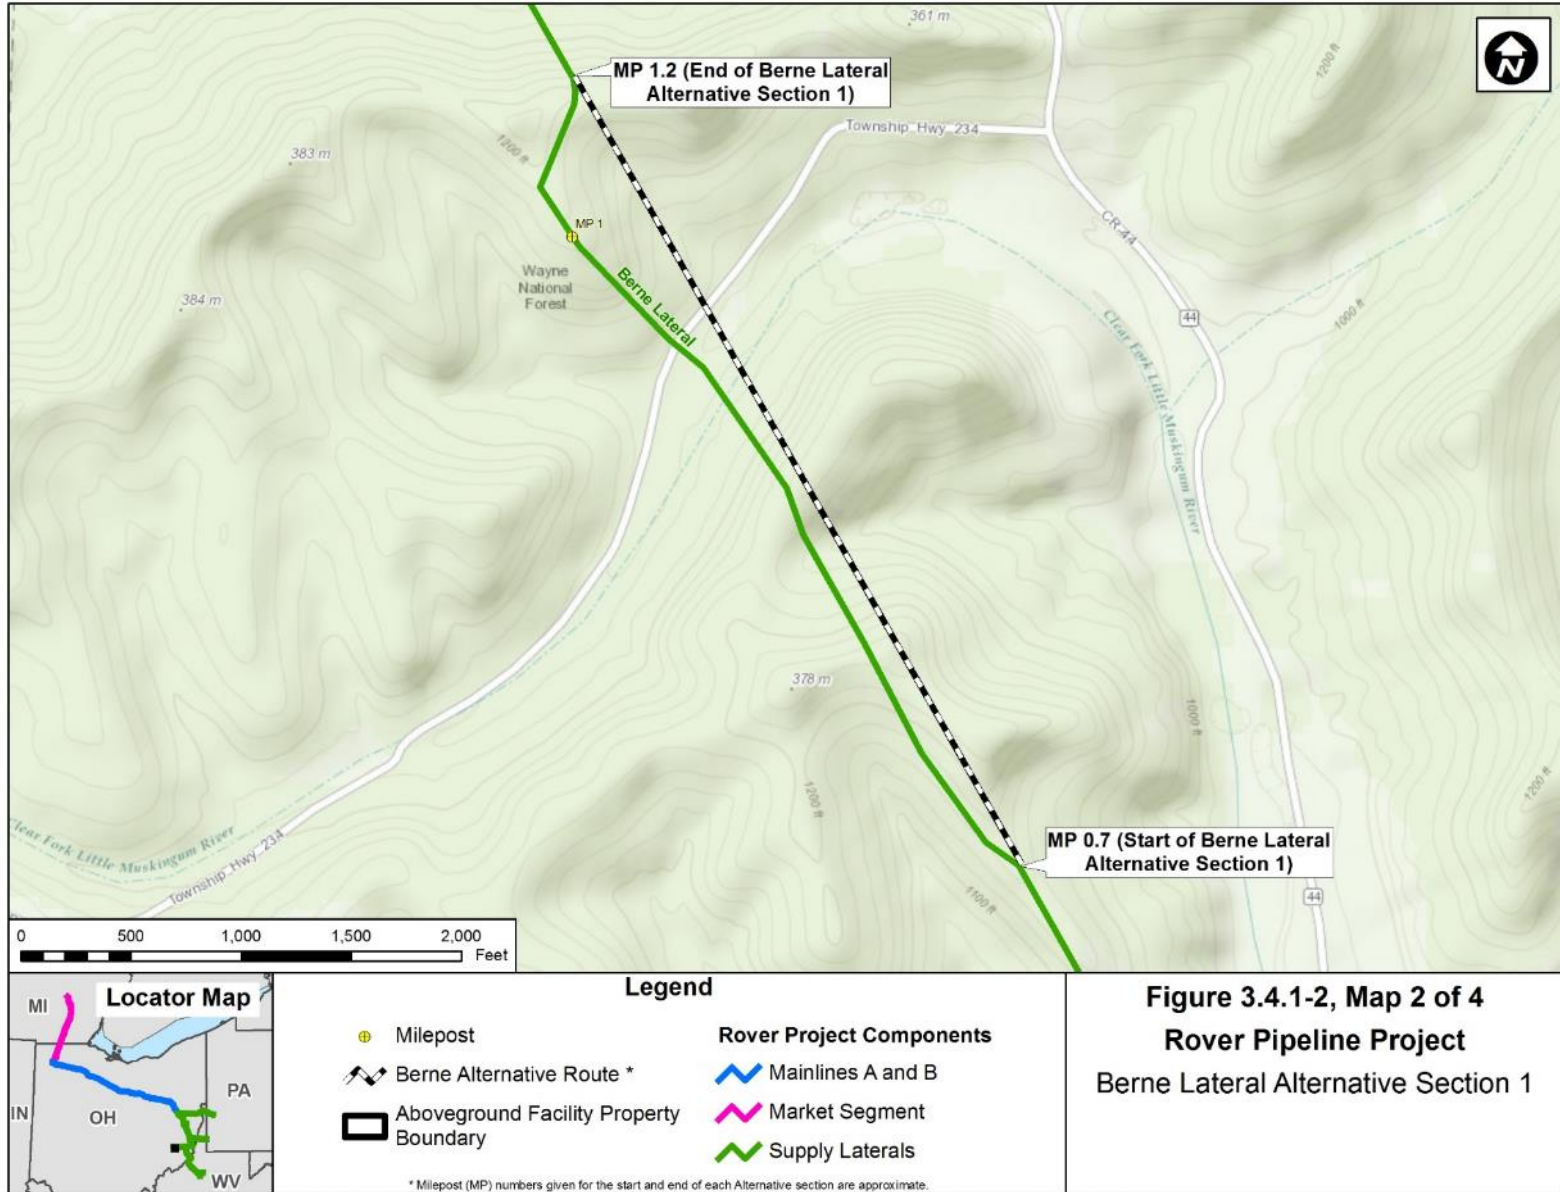 361 m
1200 ft
N
MP 1.2 (End of Berne Lateral
Alternative Section 1)
Township Hwy 234
383 m
1200 ft
MP 1
CR-44
Wayne
National
Forest
Berne Lateral
384 m
44
1000 ft
Clear Fork Little Muskingum River
378 m
1000 ft
1200 ft
1200 ft
Clear Fork Little Muskingum River
Township Hwy 234
MP 0.7 (Start of Berne Lateral
Alternative Section 1)
1100 ft
44
0 500 1,000 1,500 2,000
Feet
Locator Map
MI
IN
OH
PA
WV
Legend
Milepost
Berne Alternative Route *
Aboveground Facility Property
Boundary
Rover Project Components
Mainlines A and B
Market Segment
Supply Laterals
* Milepost (MP) numbers given for the start and end of each Alternative section are approximate.
Figure 3.4.1-2, Map 2 of 4
Rover Pipeline Project
Berne Lateral Alternative Section 1